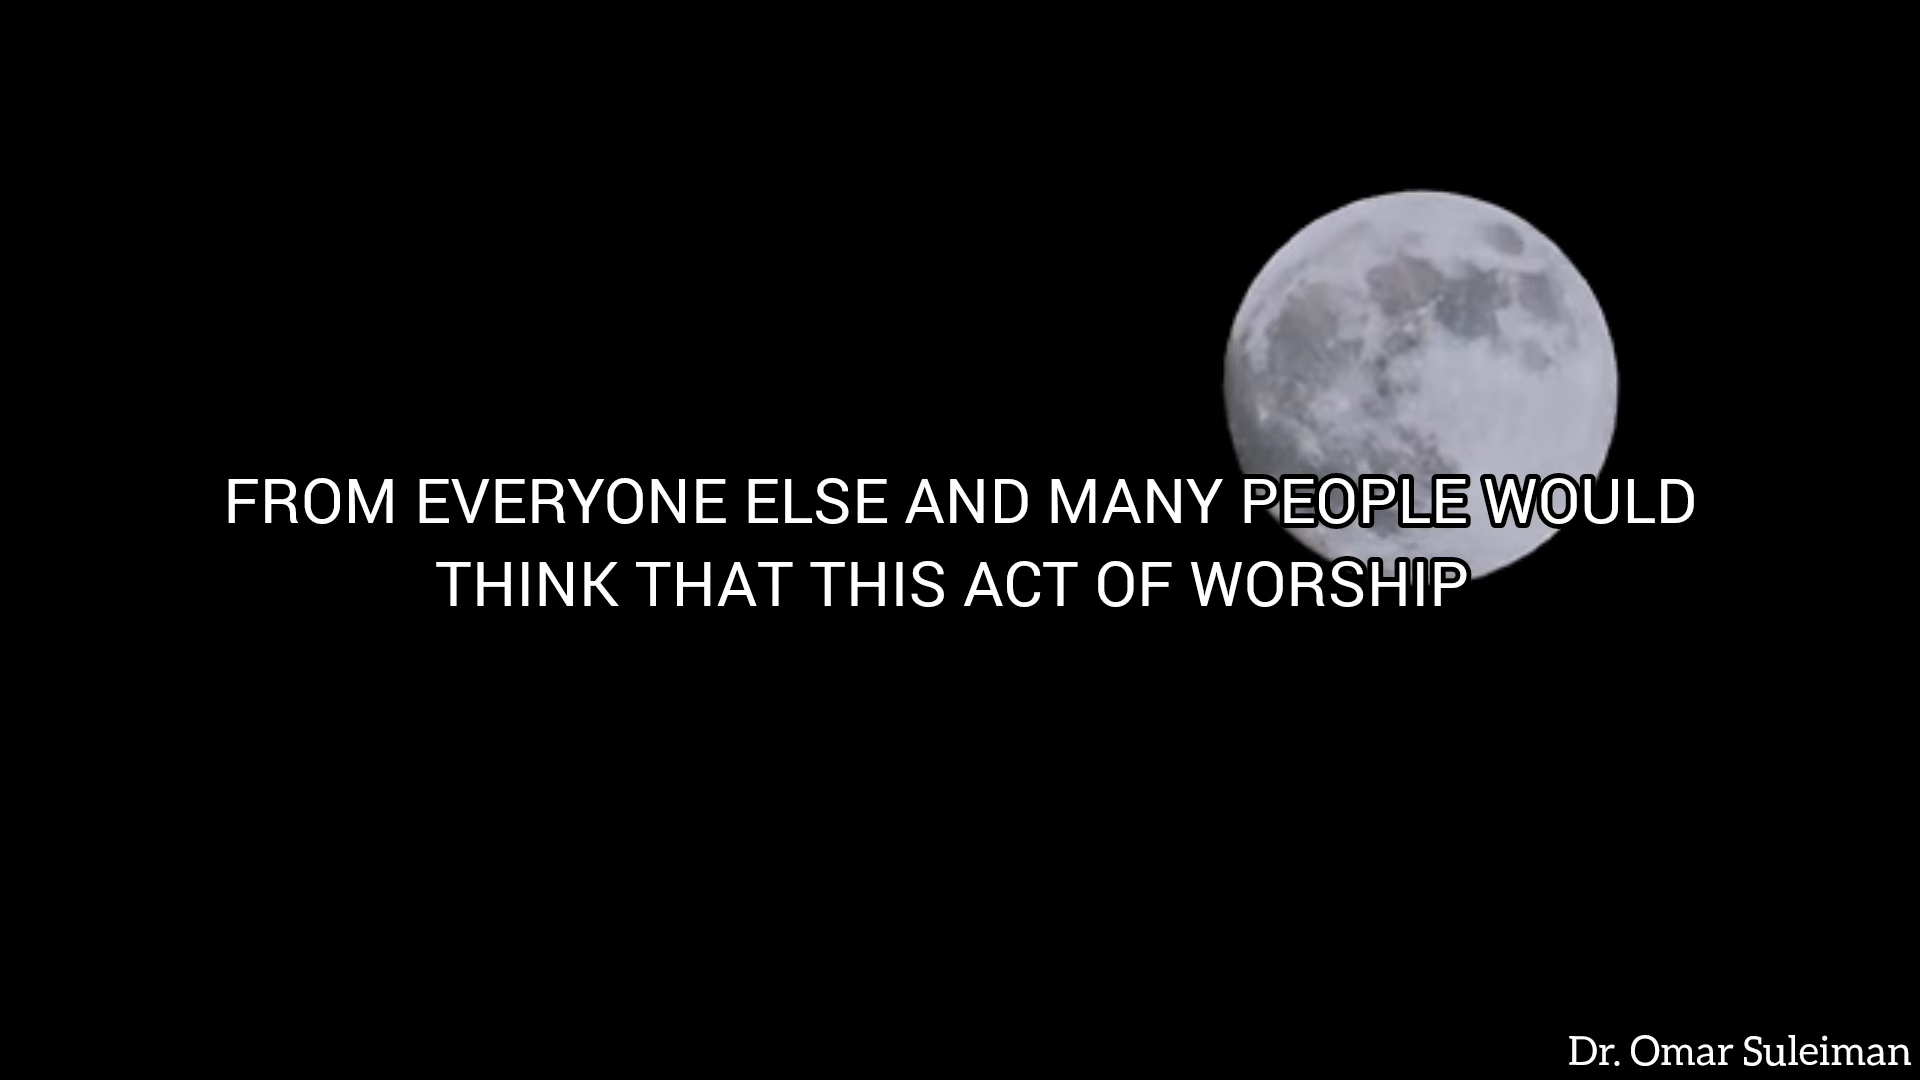 FROM EVERYONE ELSE AND MANY PEOPLE WOULD
THINK THAT THIS ACT OF WORSHIP
Dr. Omar Suleiman